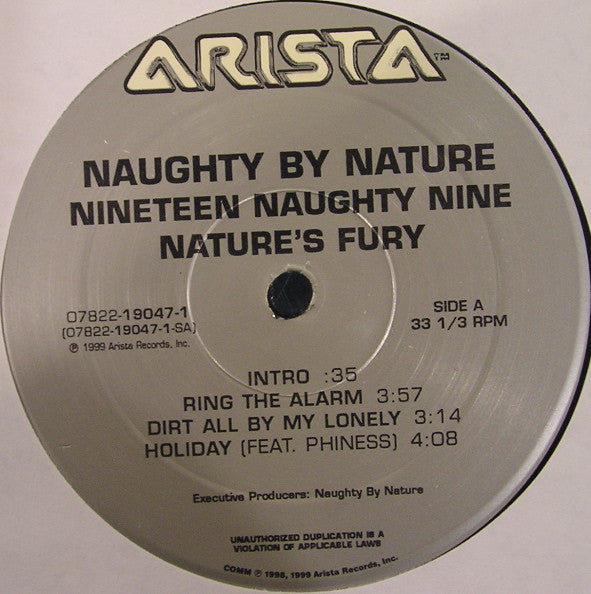 ARISTA™
NAUGHTY BY NATURE
NINETEEN NAUGHTY NINE
NATURE'S FURY
07822-19047-1
(07822-19047-1-SA)
℗ 1999 Arista Records, Inc.
SIDE A
33 1/3 RPM
INTRO :35
RING THE ALARM 3:57
DIRT ALL BY MY LONELY 3:14
HOLIDAY (FEAT. PHINESS) 4:08
Executive Producers: Naughty By Nature
UNAUTHORIZED DUPLICATION IS A
VIOLATION OF APPLICABLE LAWS
COMM ℗ 1998, 1999 Arista Records, Inc.